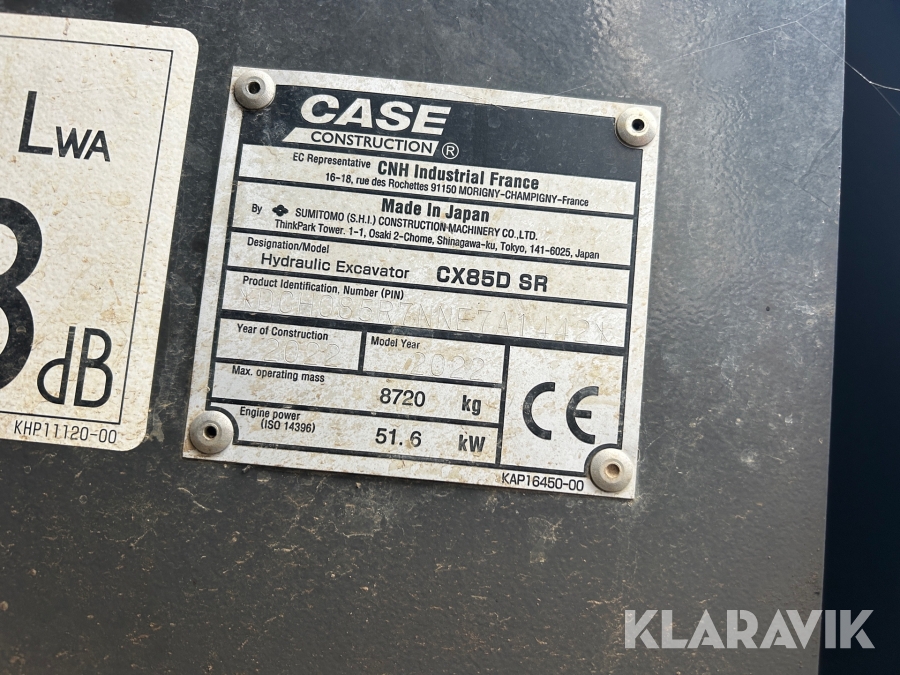 LWA
dB
KHP11120-00
CASE
CONSTRUCTION ®
EC Representative CNH Industrial France
16-18, rue des Rochettes 91150 MORIGNY-CHAMPIGNY-France
Made In Japan
By SUMITOMO (S.H.I.) CONSTRUCTION MACHINERY CO.,LTD.
ThinkPark Tower. 1-1, Osaki 2-Chome, Shinagawa-ku, Tokyo, 141-6025, Japan
Designation/Model
Hydraulic Excavator CX85D SR
Product Identification, Number (PIN)
Year of Construction 2022
Model Year 2022
Max. operating mass
8720 kg
Engine power
(ISO 14396)
51.6 kW
CE
KAP16450-00
KLARAVIK